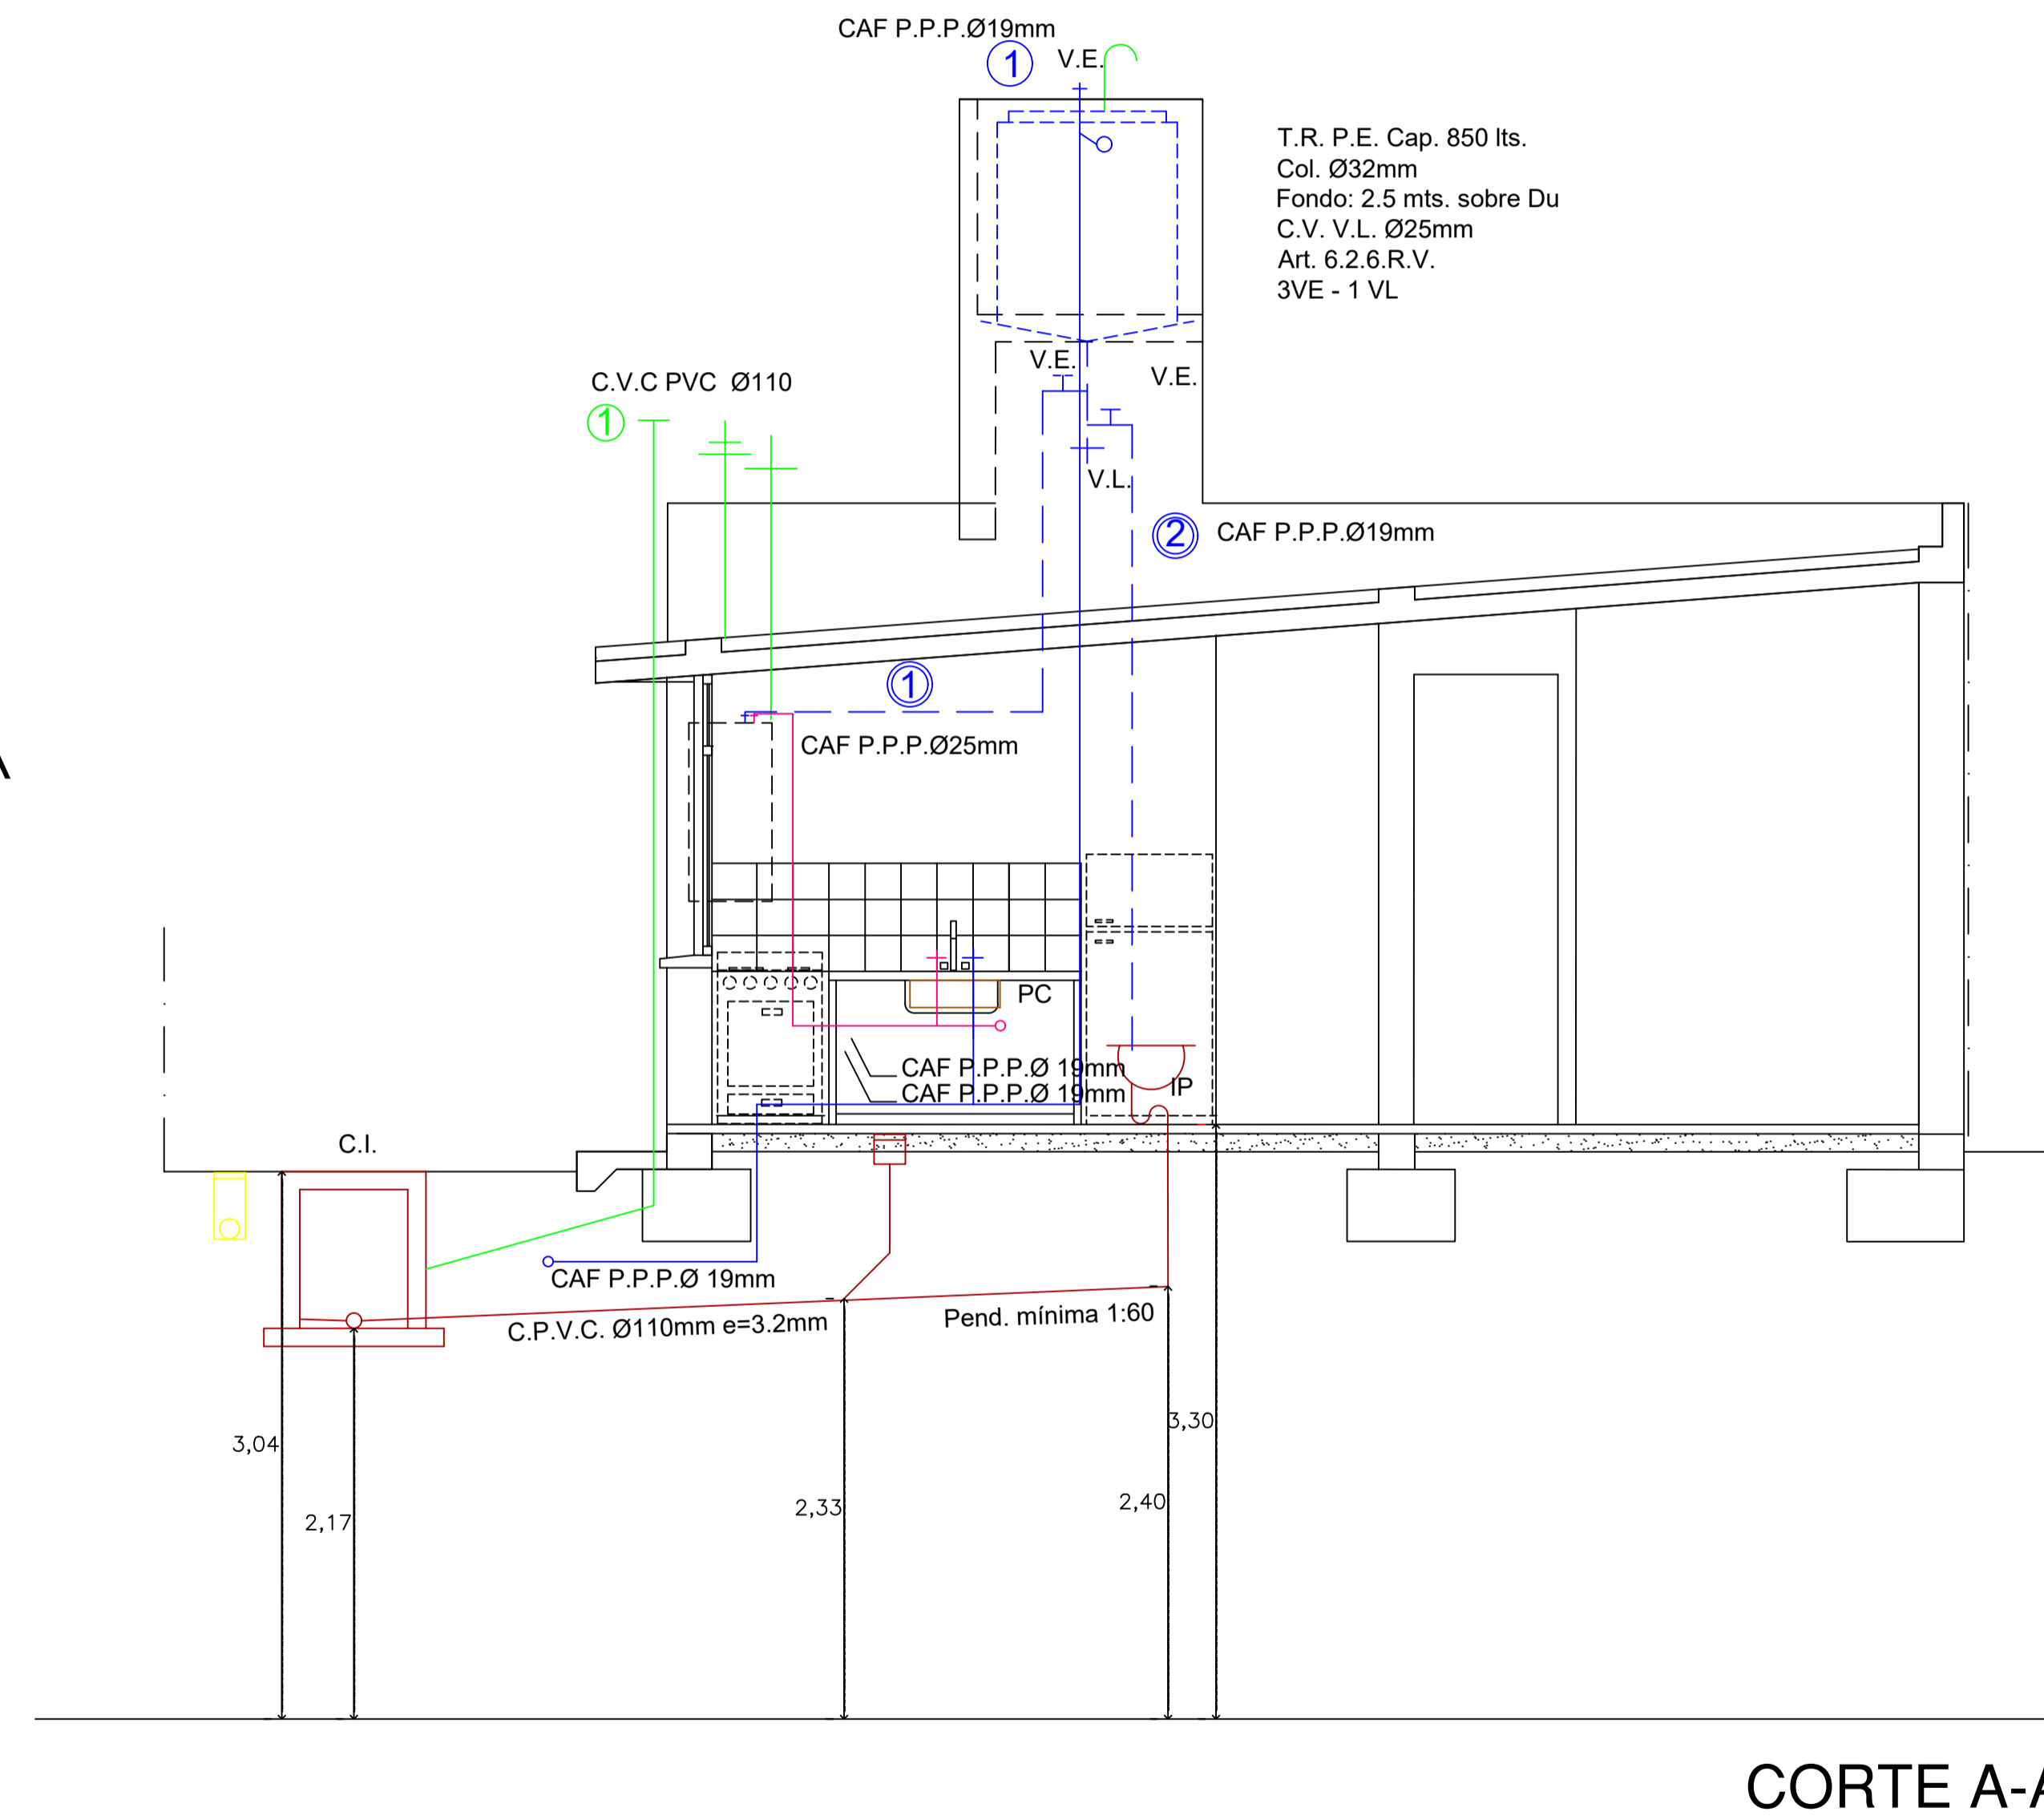 CAF P.P.P.Ø19mm
1
V.E.
T.R. P.E. Cap. 850 lts.
Col. Ø32mm
Fondo: 2.5 mts. sobre Du
C.V. V.L. Ø25mm
Art. 6.2.6.R.V.
3VE - 1 VL
V.E.
V.E.
C.V.C PVC Ø110
1
V.L.
2
CAF P.P.P.Ø19mm
1
CAF P.P.P.Ø25mm
PC
CAF P.P.P.Ø 19mm
CAF P.P.P.Ø 19mm
IP
C.I.
CAF P.P.P.Ø 19mm
C.P.V.C. Ø110mm e=3.2mm
Pend. mínima 1:60
3,04
2,17
2,33
2,40
3,30
CORTE A-A